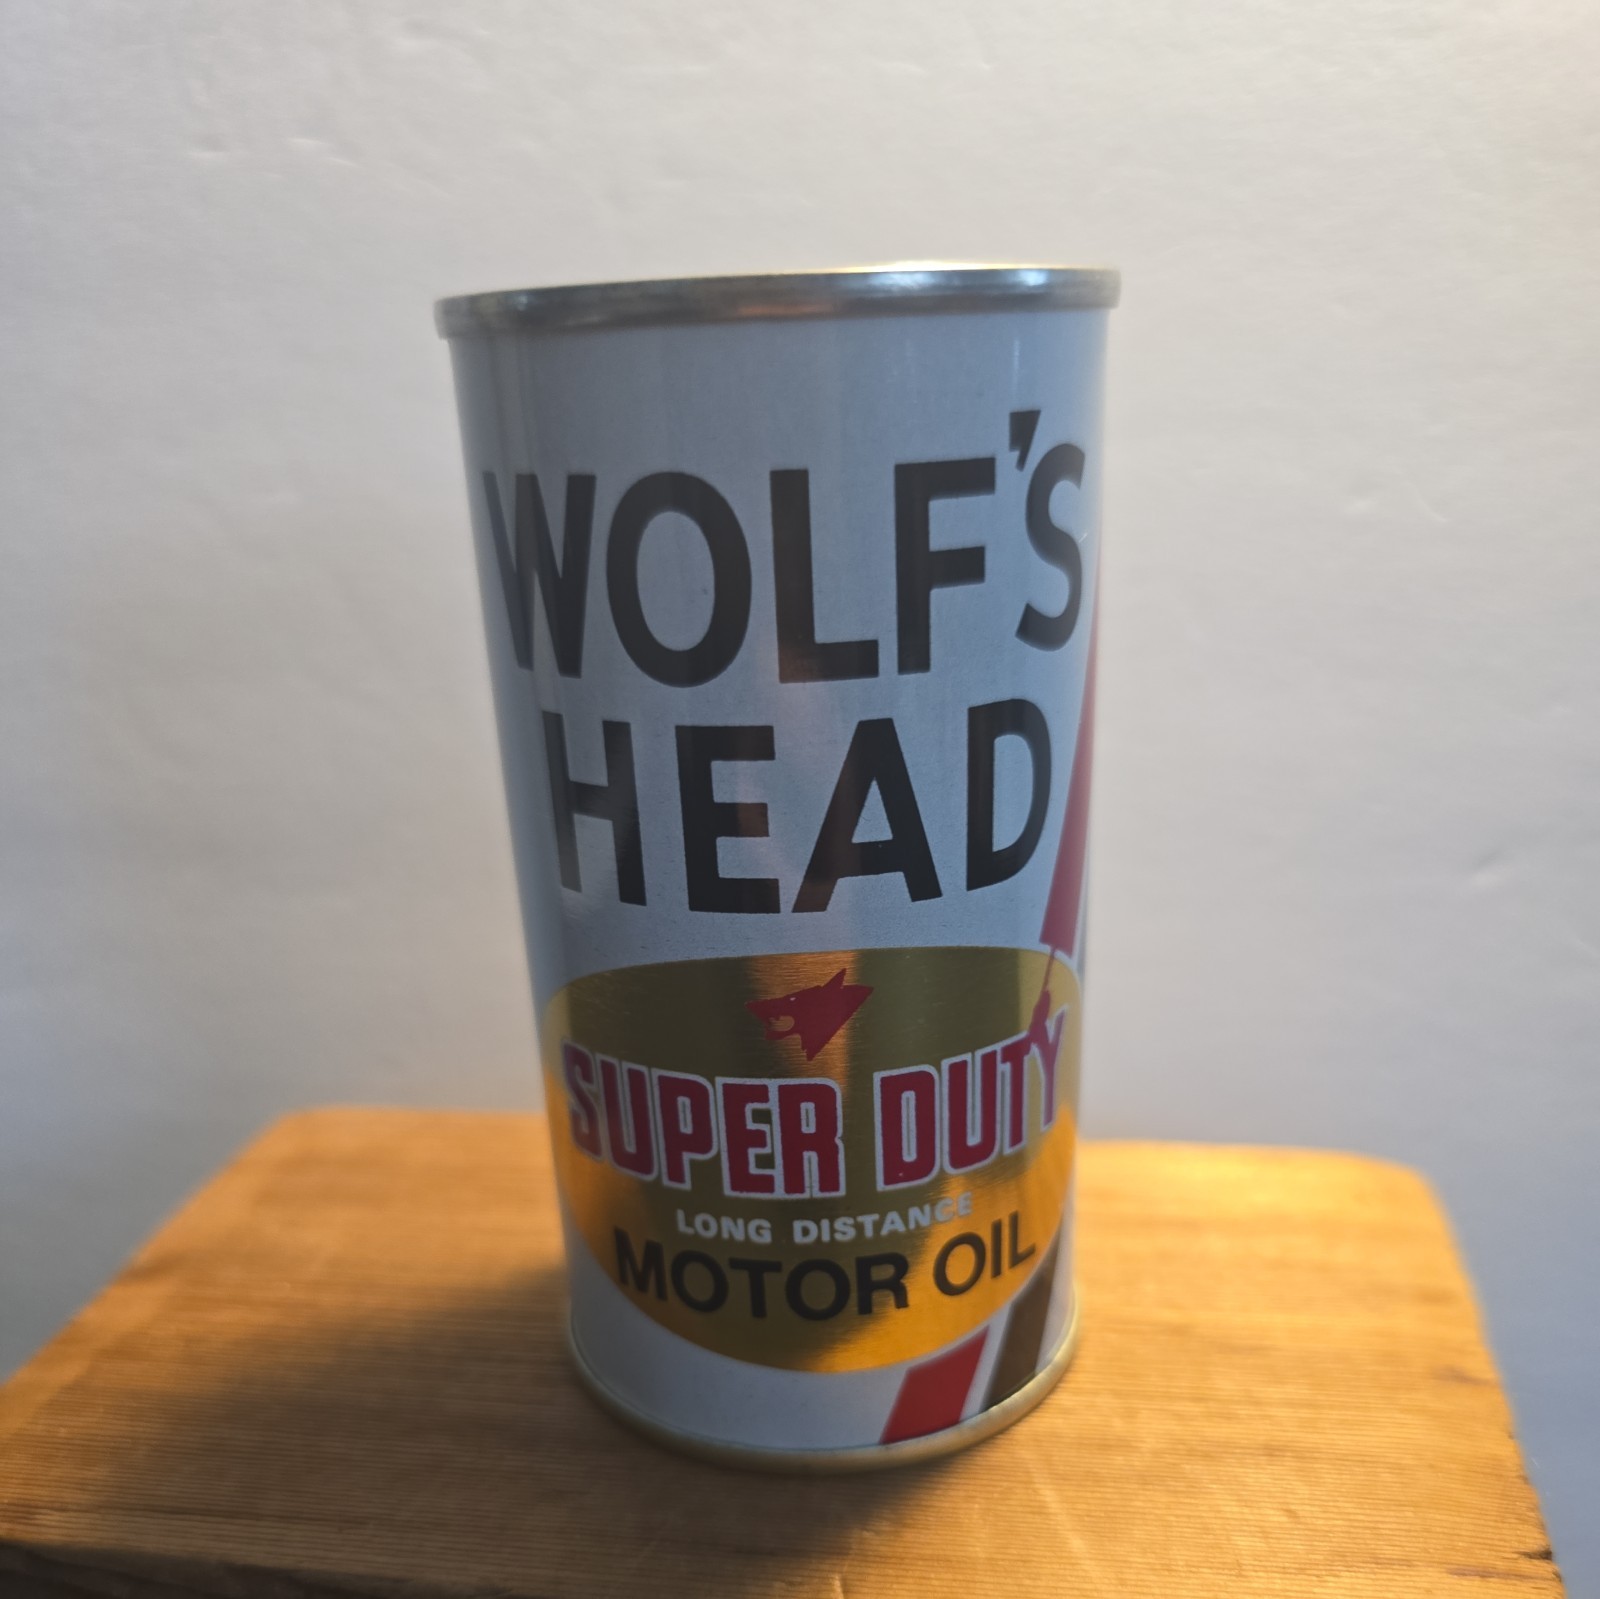 WOLF'S
HEAD
SUPER DUTY
LONG DISTANCE
MOTOR OIL